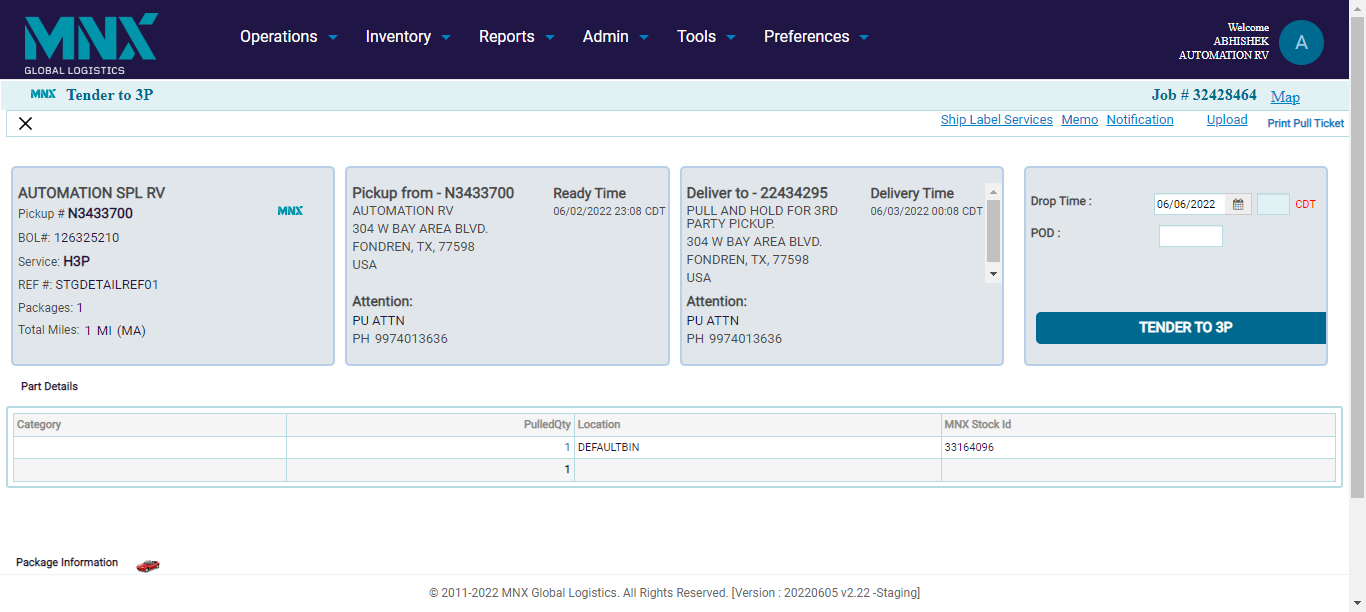 MNX
GLOBAL LOGISTICS
Operations Inventory Reports Admin Tools Preferences
Welcome
ABHISHEK
AUTOMATION RV
A
MNX Tender to 3P
Job # 32428464 Map
Ship Label Services Memo Notification Upload Print Pull Ticket
AUTOMATION SPL RV
Pickup # N3433700
MNX
BOL#: 126325210
Service: H3P
REF #: STGDETAILREF01
Packages: 1
Total Miles: 1 MI (MA)
Pickup from - N3433700
Ready Time
AUTOMATION RV
06/02/2022 23:08 CDT
304 W BAY AREA BLVD.
FONDREN, TX, 77598
USA
Attention:
PU ATTN
PH 9974013636
Deliver to - 22434295
Delivery Time
PULL AND HOLD FOR 3RD
06/03/2022 00:08 CDT
PARTY PICKUP.
304 W BAY AREA BLVD.
FONDREN, TX, 77598
USA
Attention:
PU ATTN
PH 9974013636
Drop Time : 06/06/2022 CDT
POD :
TENDER TO 3P
Part Details
Category PulledQty Location MNX Stock Id
1 DEFAULTBIN 33164096
1
Package Information
© 2011-2022 MNX Global Logistics. All Rights Reserved. [Version : 20220605 v2.22 -Staging]